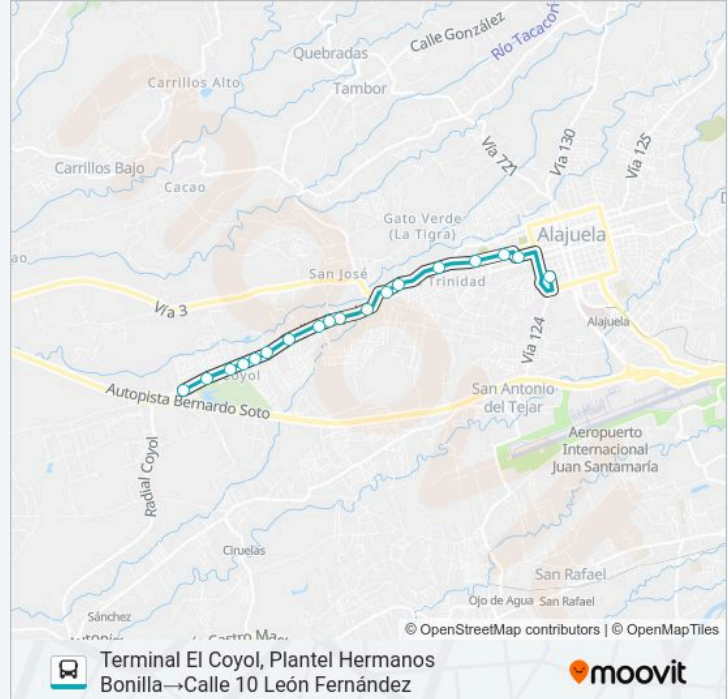 Calle González
Río Tacacón
Quebradas
Carrillos Alto
Tambor
Vía 721
Vía 130
Vía 125
Carrillos Bajo
Cacao
Gato Verde
(La Tigra)
Alajuela
San José
Trinidad
Vía 3
Alajuela
Vía 124
Coyol
Autopista Bernardo Soto
San Antonio
del Tejar
Aeropuerto
Internacional
Juan Santamaría
Radial Coyol
Ciruelas
San Rafael
Ojo de Agua
San Rafael
Sánchez
© OpenStreetMap contributors | © OpenMapTiles
Terminal El Coyol, Plantel Hermanos
Bonilla→Calle 10 León Fernández
moovit